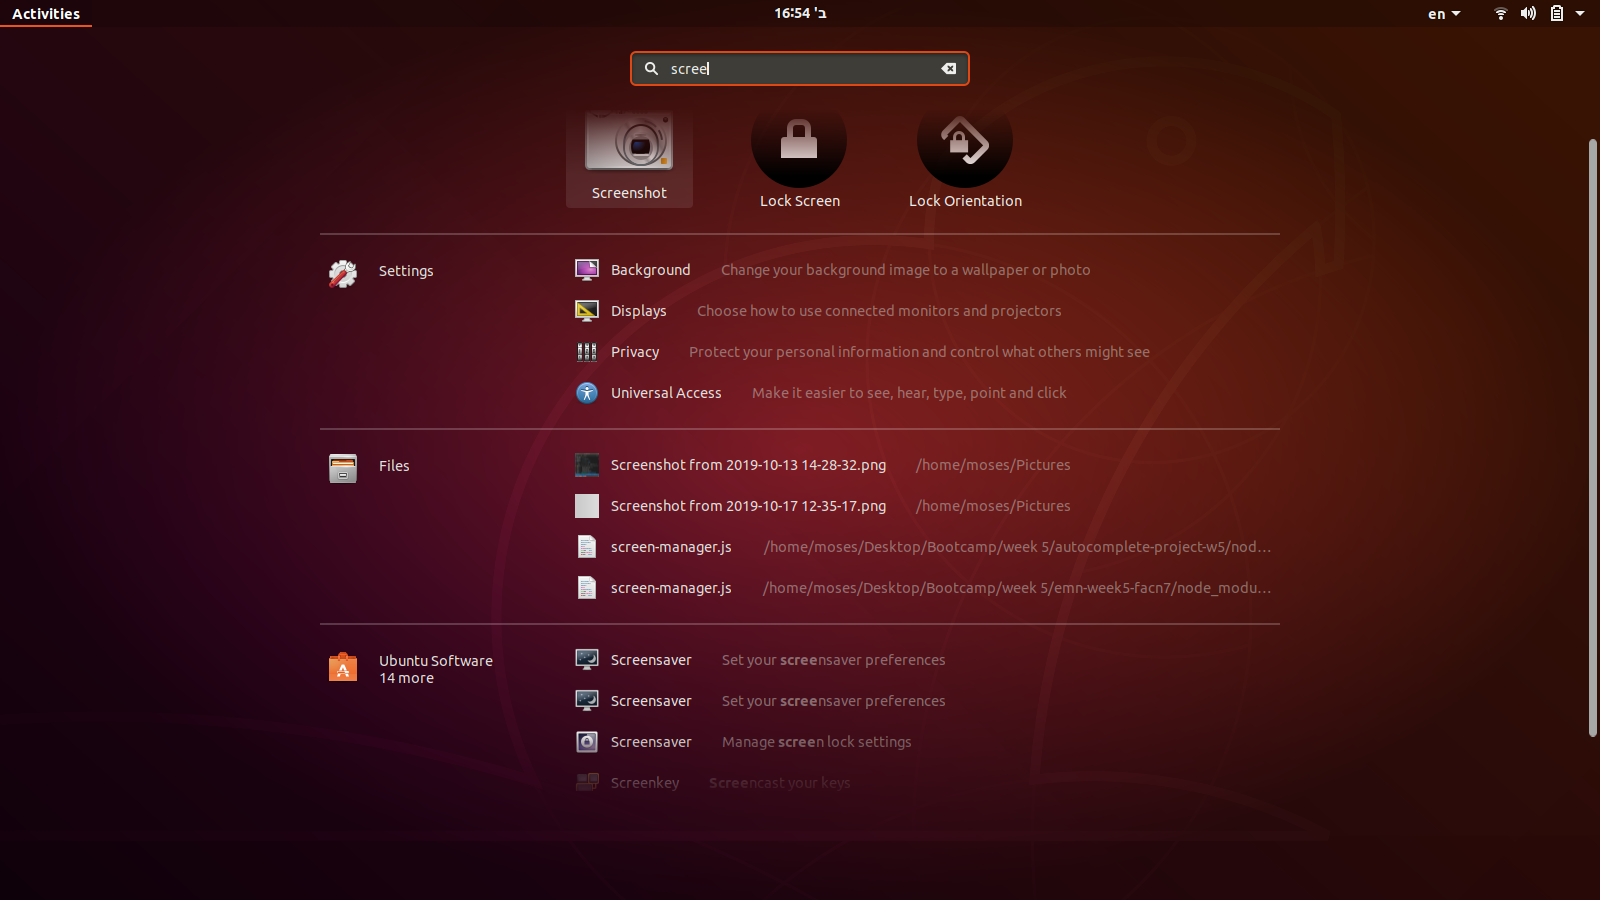 Activities
16:54 ב'
en
scree
Screenshot
Lock Screen
Lock Orientation
Settings
Background Change your background image to a wallpaper or photo
Displays Choose how to use connected monitors and projectors
Privacy Protect your personal information and control what others might see
Universal Access Make it easier to see, hear, type, point and click
Files
Screenshot from 2019-10-13 14-28-32.png /home/moses/Pictures
Screenshot from 2019-10-17 12-35-17.png /home/moses/Pictures
screen-manager.js /home/moses/Desktop/Bootcamp/week 5/autocomplete-project-w5/nod...
screen-manager.js /home/moses/Desktop/Bootcamp/week 5/emn-week5-facn7/node_modu...
Ubuntu Software
14 more
Screensaver Set your screensaver preferences
Screensaver Set your screensaver preferences
Screensaver Manage screen lock settings
Screenkey Screencast your keys